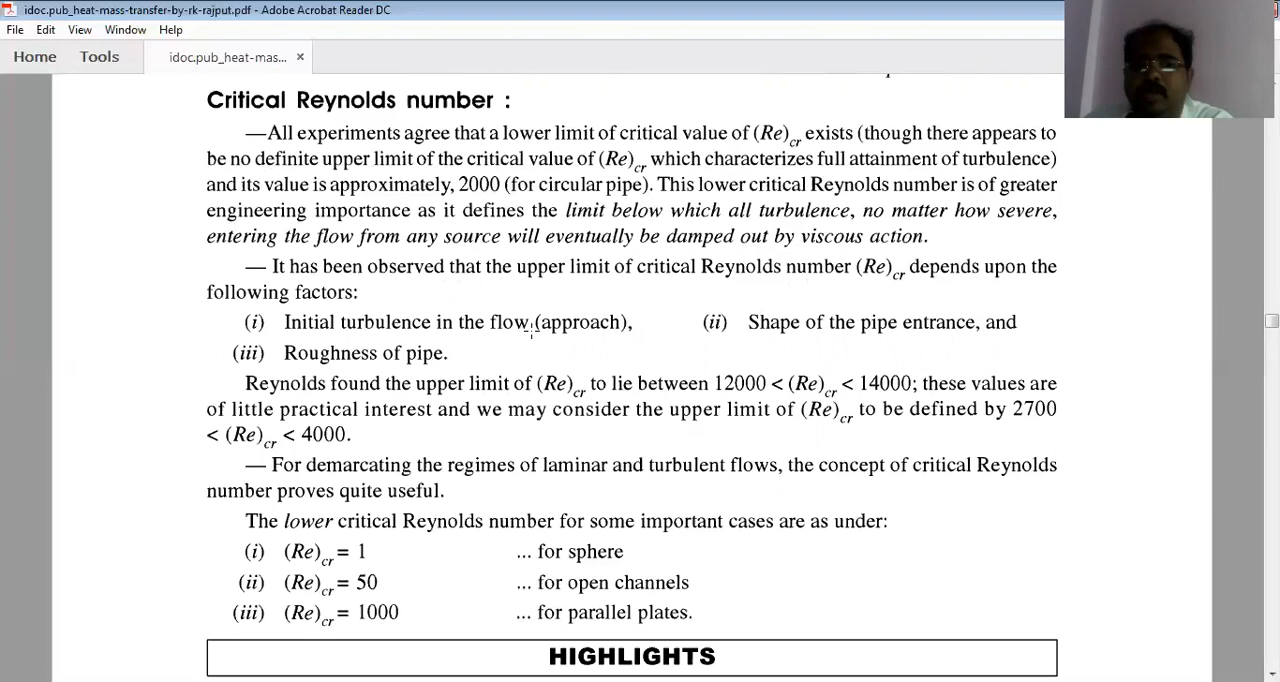 idoc.pub_heat-mass-transfer-by-rk-rajput.pdf - Adobe Acrobat Reader DC
File Edit View Window Help
Home Tools idoc.pub_heat-mas... ×
Critical Reynolds number :
—All experiments agree that a lower limit of critical value of (Re)cr exists (though there appears to
be no definite upper limit of the critical value of (Re)cr which characterizes full attainment of turbulence)
and its value is approximately, 2000 (for circular pipe). This lower critical Reynolds number is of greater
engineering importance as it defines the limit below which all turbulence, no matter how severe,
entering the flow from any source will eventually be damped out by viscous action.
— It has been observed that the upper limit of critical Reynolds number (Re)cr depends upon the
following factors:
(i) Initial turbulence in the flow (approach), (ii) Shape of the pipe entrance, and
(iii) Roughness of pipe.
Reynolds found the upper limit of (Re)cr to lie between 12000 < (Re)cr < 14000; these values are
of little practical interest and we may consider the upper limit of (Re)cr to be defined by 2700
< (Re)cr < 4000.
— For demarcating the regimes of laminar and turbulent flows, the concept of critical Reynolds
number proves quite useful.
The lower critical Reynolds number for some important cases are as under:
(i) (Re)cr = 1 ... for sphere
(ii) (Re)cr = 50 ... for open channels
(iii) (Re)cr = 1000 ... for parallel plates.
HIGHLIGHTS